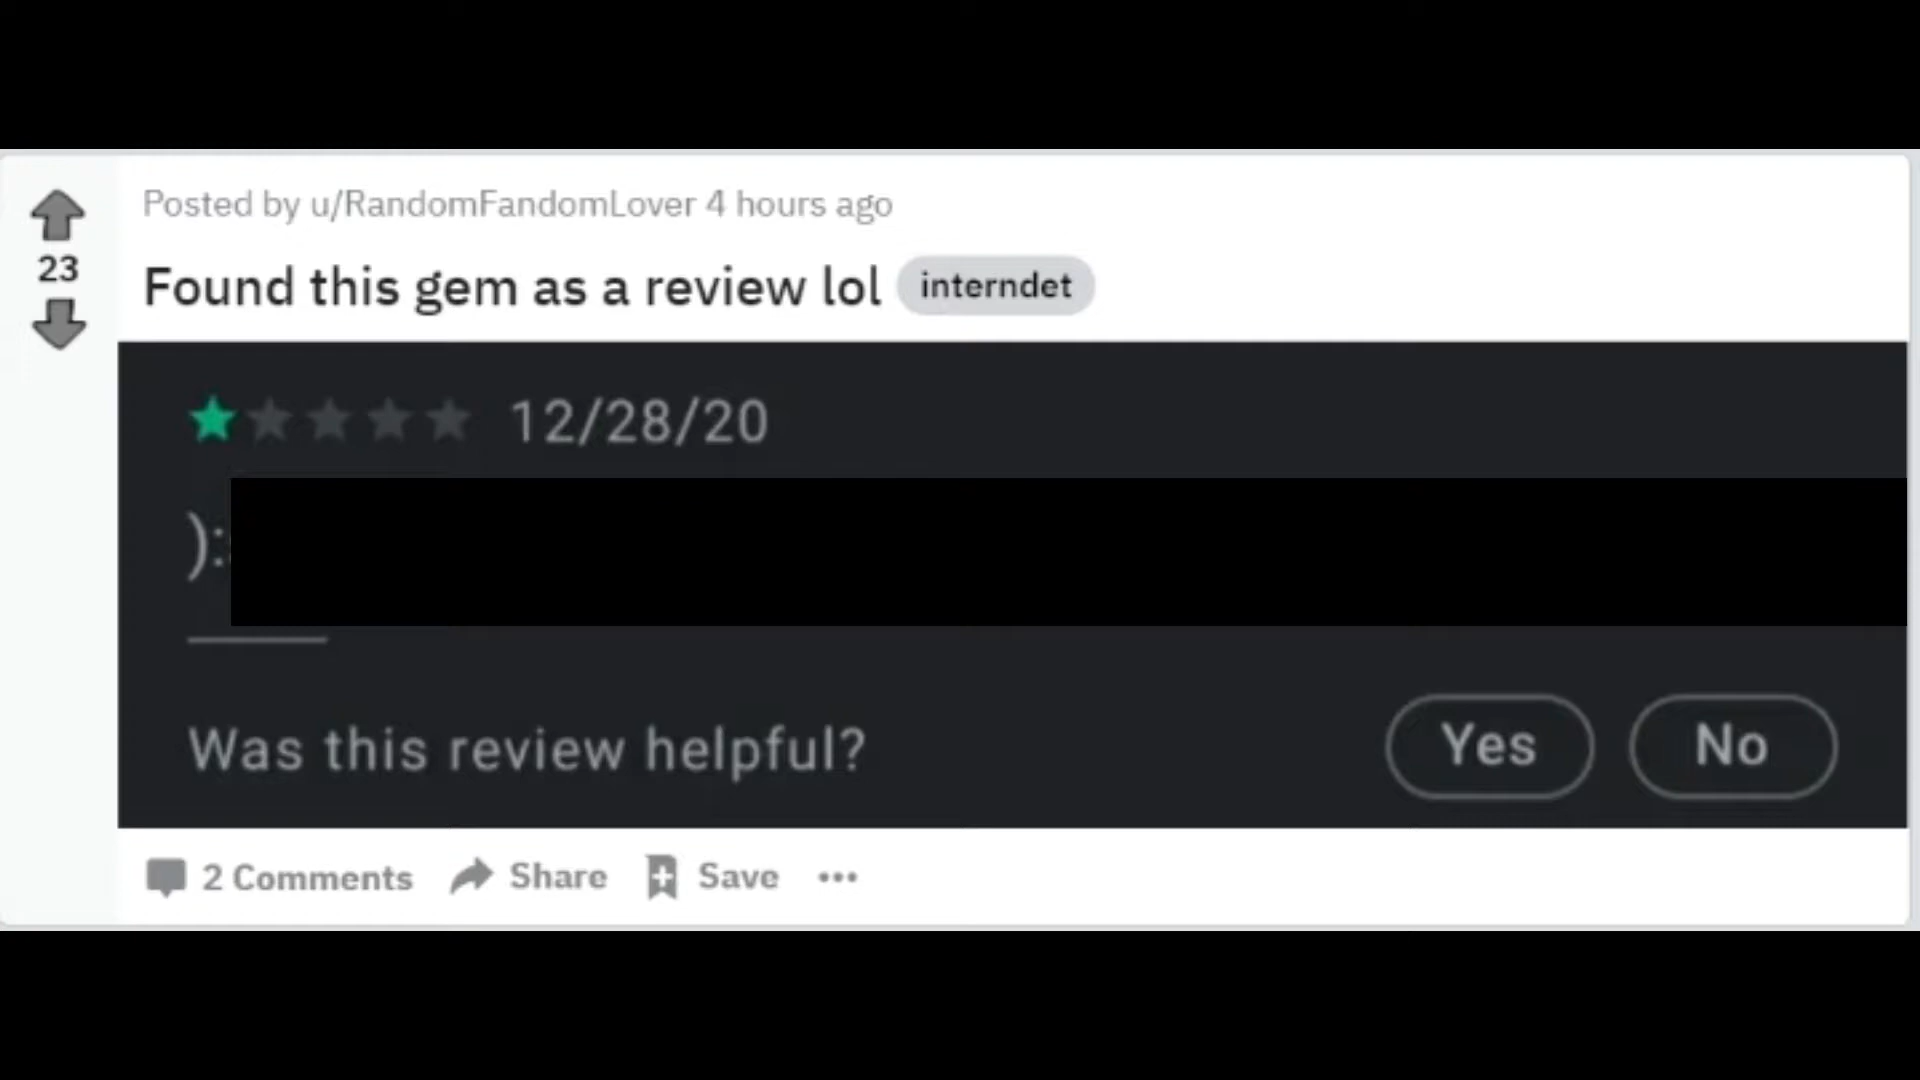 Posted by u/RandomFandomLover 4 hours ago
23
Found this gem as a review lol interndet
12/28/20
):
Was this review helpful? Yes No
2 Comments Share Save